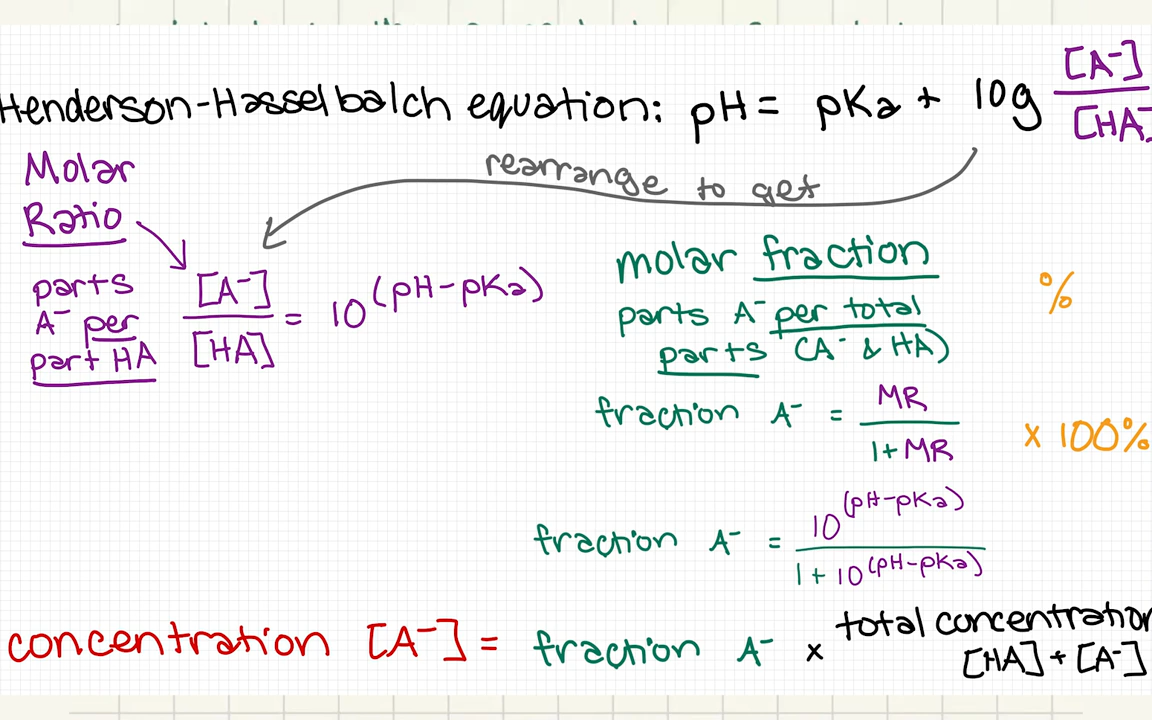 Henderson-Hasselbalch equation: pH = pKa + log [A⁻]/[HA]
rearrange to get
Molar
Ratio
parts
A⁻ per
part HA
[A⁻]/[HA] = 10^(pH-pKa)
molar fraction
parts A⁻ per total
parts (A⁻ & HA)
fraction A⁻ = MR/1+MR
fraction A⁻ = 10^(pH-pKa)/1+10^(pH-pKa)
%
x 100%
concentration [A⁻] = fraction A⁻ x total concentration
[HA] + [A⁻]